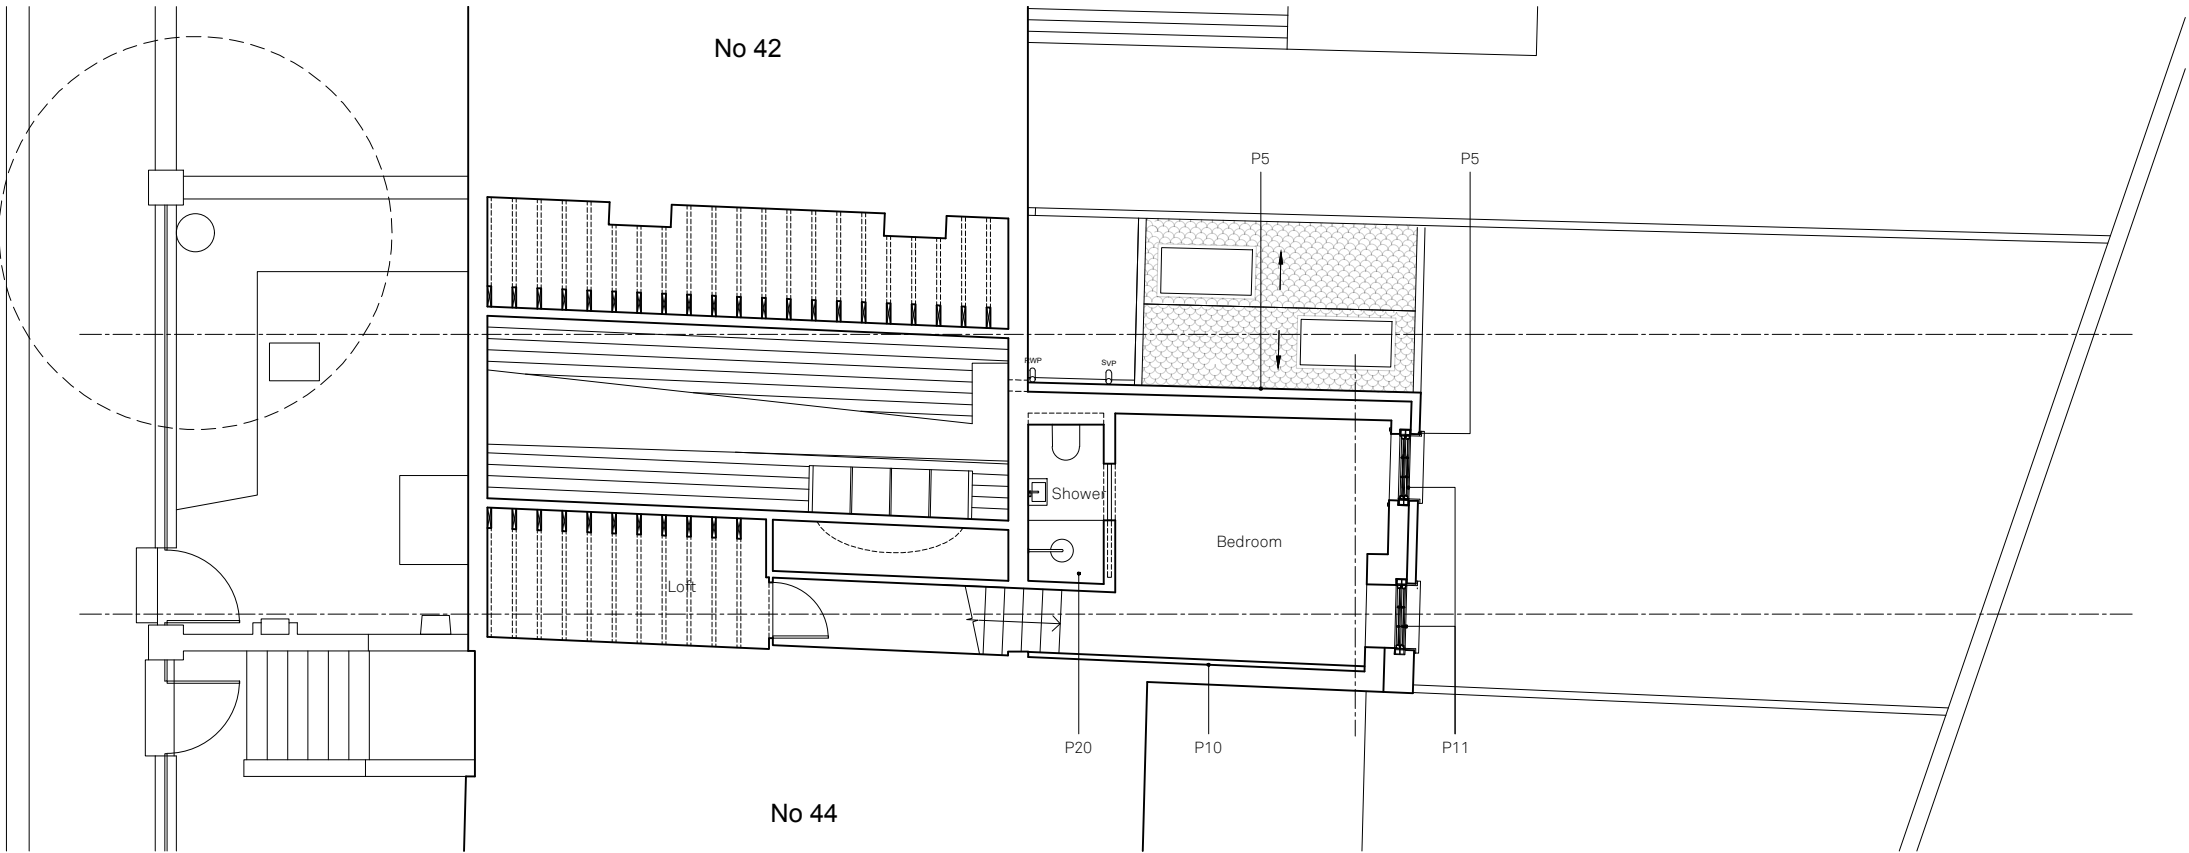 No 42
P5
P5
RWP
SVP
Shower
Bedroom
Loft
P20
P10
P11
No 44